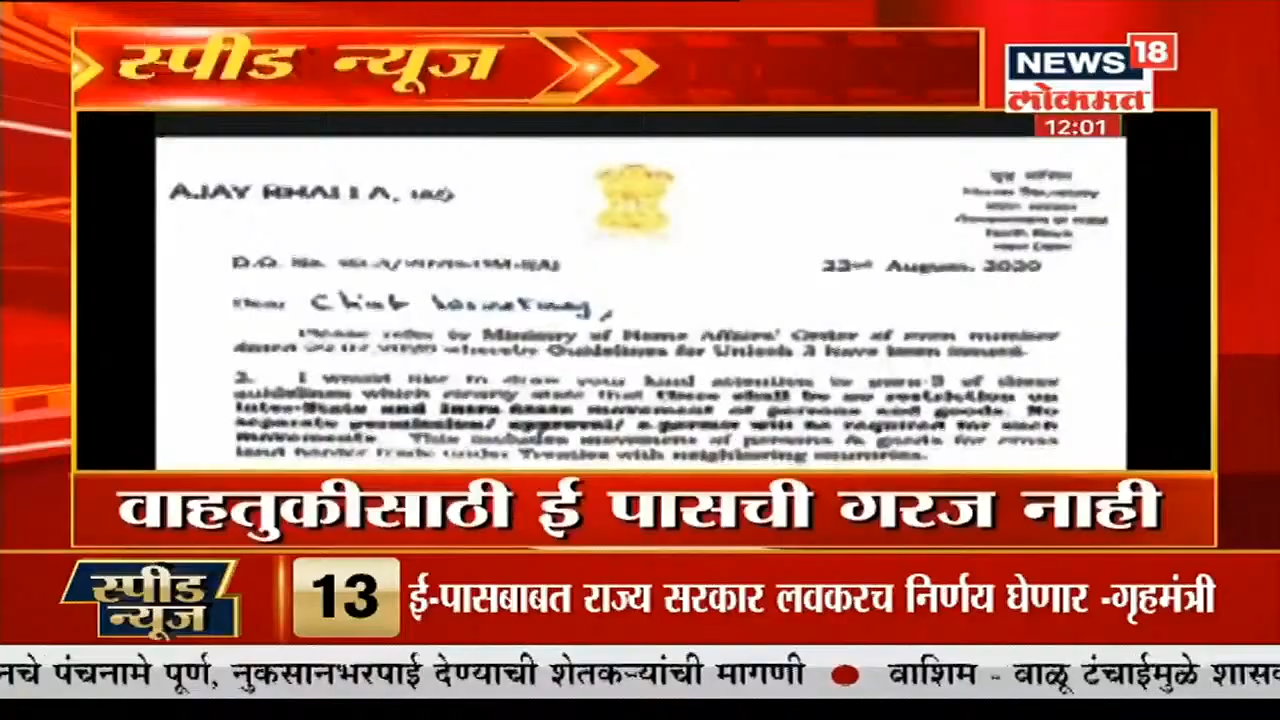 स्पीड न्यूज
NEWS 18
लोकमत
12:01
AJAY BHALLA, IAS
22nd August, 2020
Dear Chief Secretary,
Please refer to Ministry of Home Affairs' Order of even number
whereby Guidelines for Unlock 3 have been issued.
2. I would like to draw your kind attention to para-5 of these
guidelines which clearly state that there shall be no restriction on
Inter-State and Intra-State movement of persons and goods. No
separate permission/ approval/ e-permit will be required for such
movements. This includes movement of persons & goods for cross
land border trade under Treaties with neighbouring countries.
वाहतुकीसाठी ई पासची गरज नाही
स्पीड
न्यूज
13
ई-पासबाबत राज्य सरकार लवकरच निर्णय घेणार -गृहमंत्री
नचे पंचनामे पूर्ण, नुकसानभरपाई देण्याची शेतकऱ्यांची मागणी ● वाशिम - वाळू टंचाईमुळे शासव